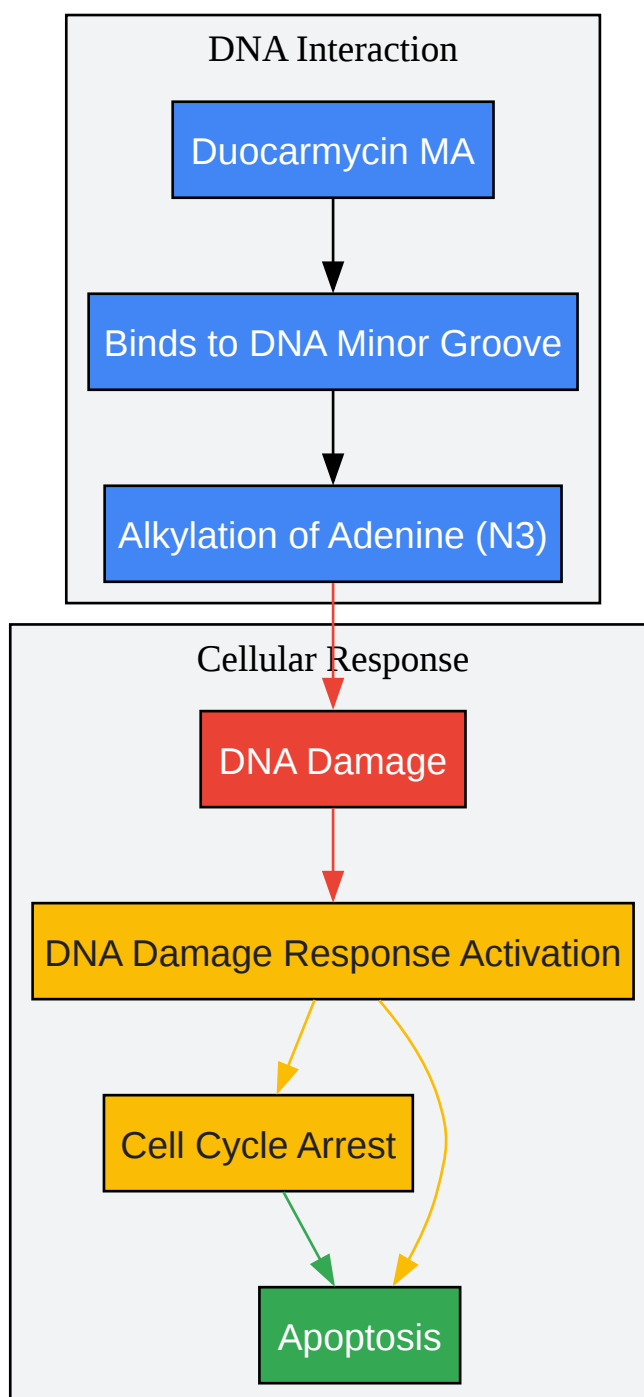 DNA Interaction
Duocarmycin MA
Binds to DNA Minor Groove
Alkylation of Adenine (N3)
Cellular Response
DNA Damage
DNA Damage Response Activation
Cell Cycle Arrest
Apoptosis